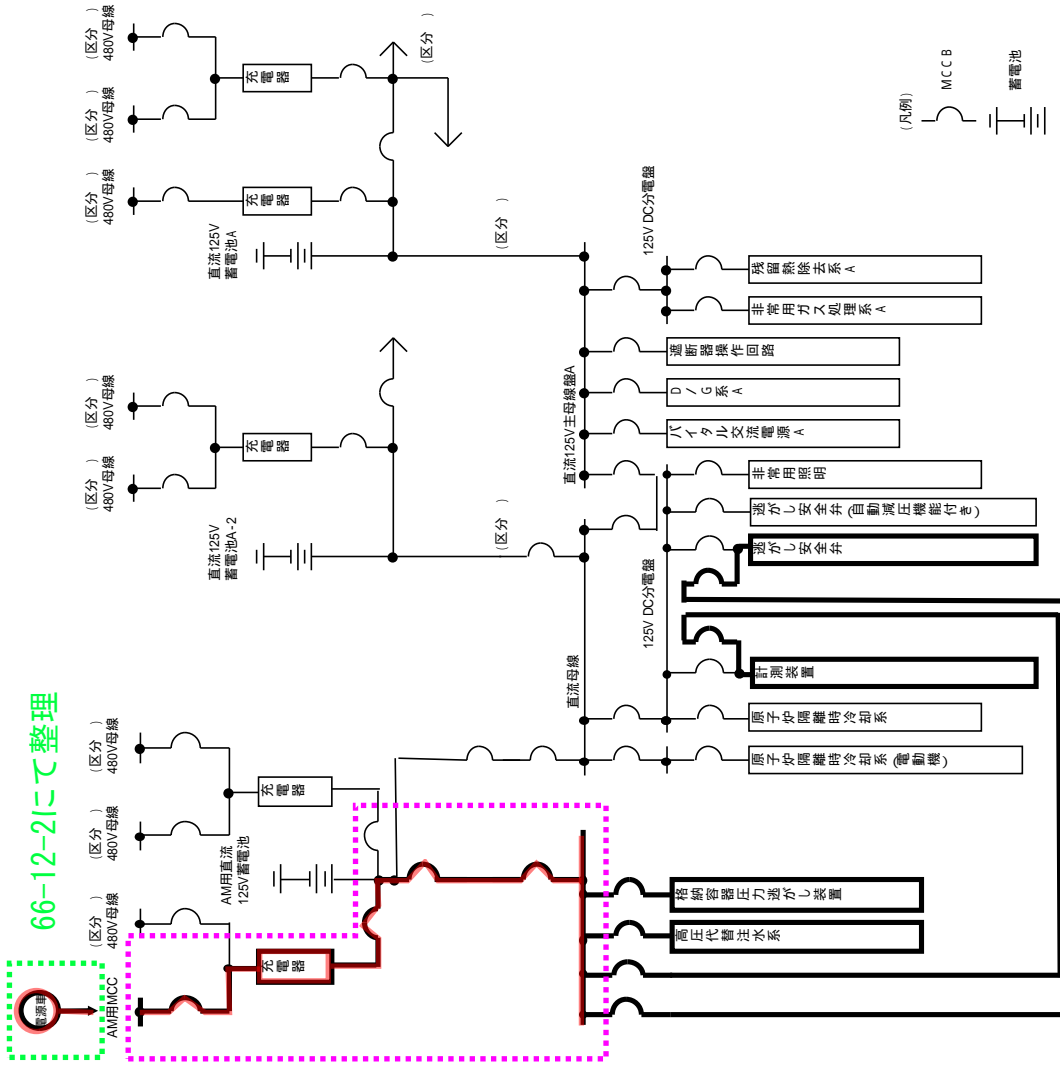 66-12-2にて整理
電源車
AM用MCC
(区分　)
480V母線
(区分　)
480V母線
(区分　)
480V母線
充電器
充電器
AM用直流
125V蓄電池
格納容器圧力逃がし装置
高圧代替注水系
(区分　)
480V母線
(区分　)
480V母線
充電器
直流125V
蓄電池A-2
(区分　)
直流母線
125V DC分電盤
原子炉隔離時冷却系(電動機)
原子炉隔離時冷却系
計測装置
逃がし安全弁
逃がし安全弁(自動減圧機能付き)
非常用照明
(区分　)
480V母線
(区分　)
480V母線
(区分　)
480V母線
充電器
充電器
直流125V
蓄電池A
(区分　)
(区分　)
直流125V主母線盤A
125V DC分電盤
バイタル交流電源 A
D/G系 A
遮断器操作回路
非常用ガス処理系 A
残留熱除去系 A
(凡例)
MCCB
蓄電池